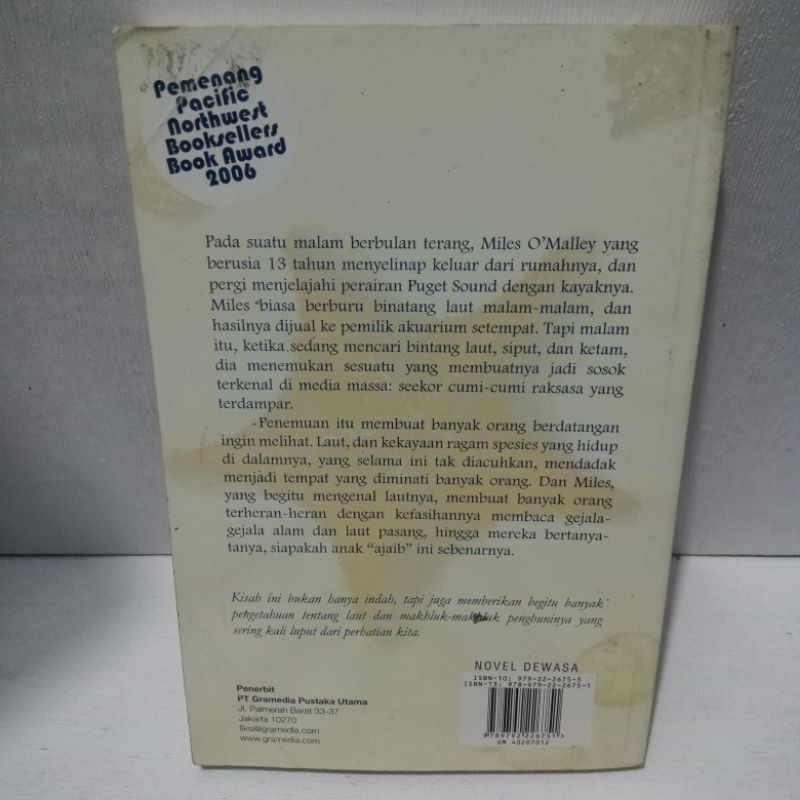 Pemenang
Pacific
Northwest
Booksellers
Book Award
2006
Pada suatu malam berbulan terang, Miles O'Malley yang
berusia 13 tahun menyelinap keluar dari rumahnya, dan
pergi menjelajahi perairan Puget Sound dengan kayaknya.
Miles biasa berburu binatang laut malam-malam, dan
hasilnya dijual ke pemilik akuarium setempat. Tapi malam
itu, ketika sedang mencari bintang laut, siput, dan ketam,
dia menemukan sesuatu yang membuatnya jadi sosok
terkenal di media massa: seekor cumi-cumi raksasa yang
terdampar.
Penemuan itu membuat banyak orang berdatangan
ingin melihat. Laut, dan kekayaan ragam spesies yang hidup
di dalamnya, yang selama ini tak diacuhkan, mendadak
menjadi tempat yang diminati banyak orang. Dan Miles,
yang begitu mengenal lautnya, membuat banyak orang
terheran-heran dengan kefasihannya membaca gejala-
gejala alam dan laut pasang, hingga mereka bertanya-
tanya, siapakah anak "ajaib" ini sebenarnya.
Kisah ini bukan hanya indah, tapi juga memberikan begitu banyak
pengetahuan tentang laut dan makhluk-makhluk penghuninya yang
sering kali luput dari perhatian kita.
NOVEL DEWASA
ISBN-10: 979-22-2675-3
ISBN-13: 978-979-22-2675-1
9789792226751>
GM 40207012
Penerbit
PT Gramedia Pustaka Utama
Jl. Palmerah Barat 33-37
Jakarta 10270
fiksi@gramedia.com
www.gramedia.com